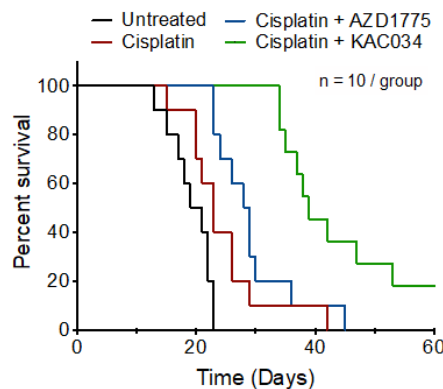 Untreated
Cisplatin + AZD1775
Cisplatin
Cisplatin + KAC034
n = 10 / group
Percent survival
100
80
60
40
20
0
0
20
40
60
Time (Days)